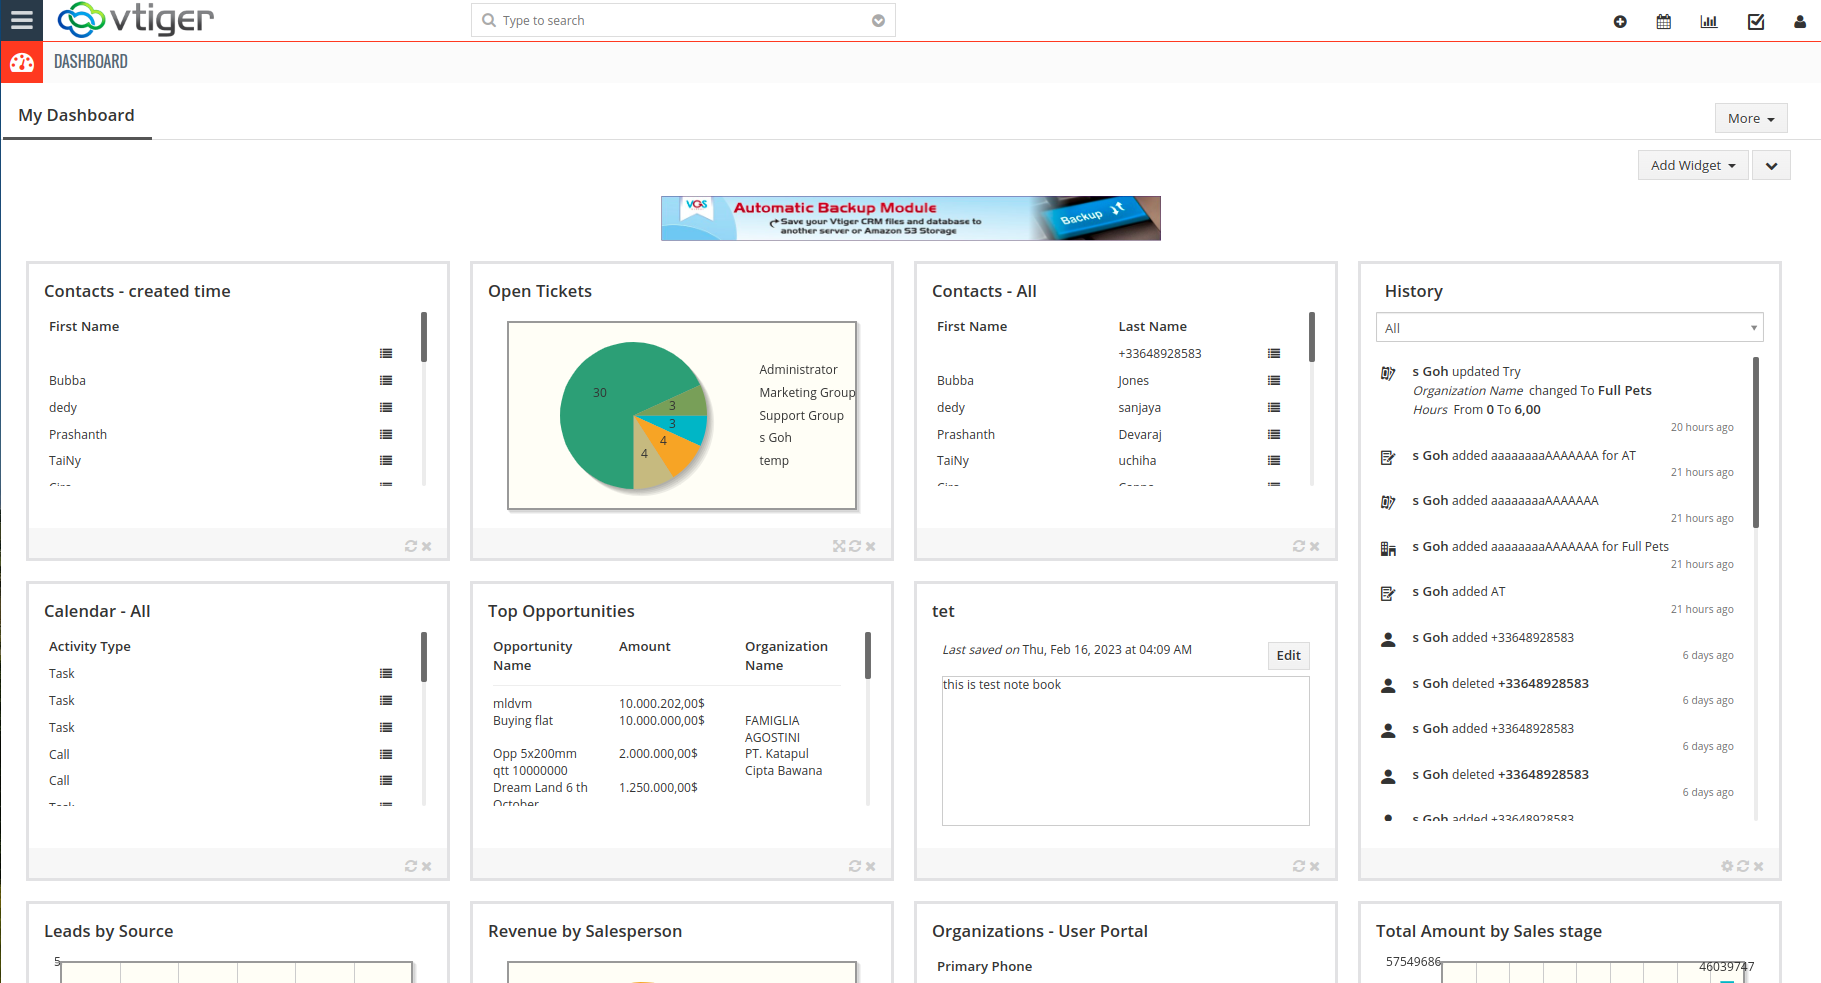 vtiger
Type to search
DASHBOARD
My Dashboard
More
Add Widget
VGS
Automatic Backup Module
Save your Vtiger CRM files and database to
another server or Amazon S3 Storage
Backup
Contacts - created time
First Name
Bubba
dedy
Prashanth
TaiNy
Open Tickets
30
3
3
4
4
Administrator
Marketing Group
Support Group
s Goh
temp
Contacts - All
First Name Last Name
+33648928583
Bubba Jones
dedy sanjaya
Prashanth Devaraj
TaiNy uchiha
History
All
s Goh updated Try
Organization Name changed To Full Pets
Hours From 0 To 6,00
20 hours ago
s Goh added aaaaaaaaAAAAAAA for AT
21 hours ago
s Goh added aaaaaaaaAAAAAAA
21 hours ago
s Goh added aaaaaaaaAAAAAAA for Full Pets
21 hours ago
s Goh added AT
21 hours ago
s Goh added +33648928583
6 days ago
s Goh deleted +33648928583
6 days ago
s Goh added +33648928583
6 days ago
s Goh deleted +33648928583
6 days ago
s Goh added +33648928583
Calendar - All
Activity Type
Task
Task
Task
Call
Call
Task
Top Opportunities
Opportunity Name Amount Organization Name
mldvm 10.000.202,00$
Buying flat 10.000.000,00$ FAMIGLIA
AGOSTINI
Opp 5x200mm 2.000.000,00$ PT. Katapul
qtt 10000000 Cipta Bawana
Dream Land 6 th 1.250.000,00$
October
tet
Last saved on Thu, Feb 16, 2023 at 04:09 AM
Edit
this is test note book
Leads by Source
5
Revenue by Salesperson
Organizations - User Portal
Primary Phone
Total Amount by Sales stage
57549686
46039747